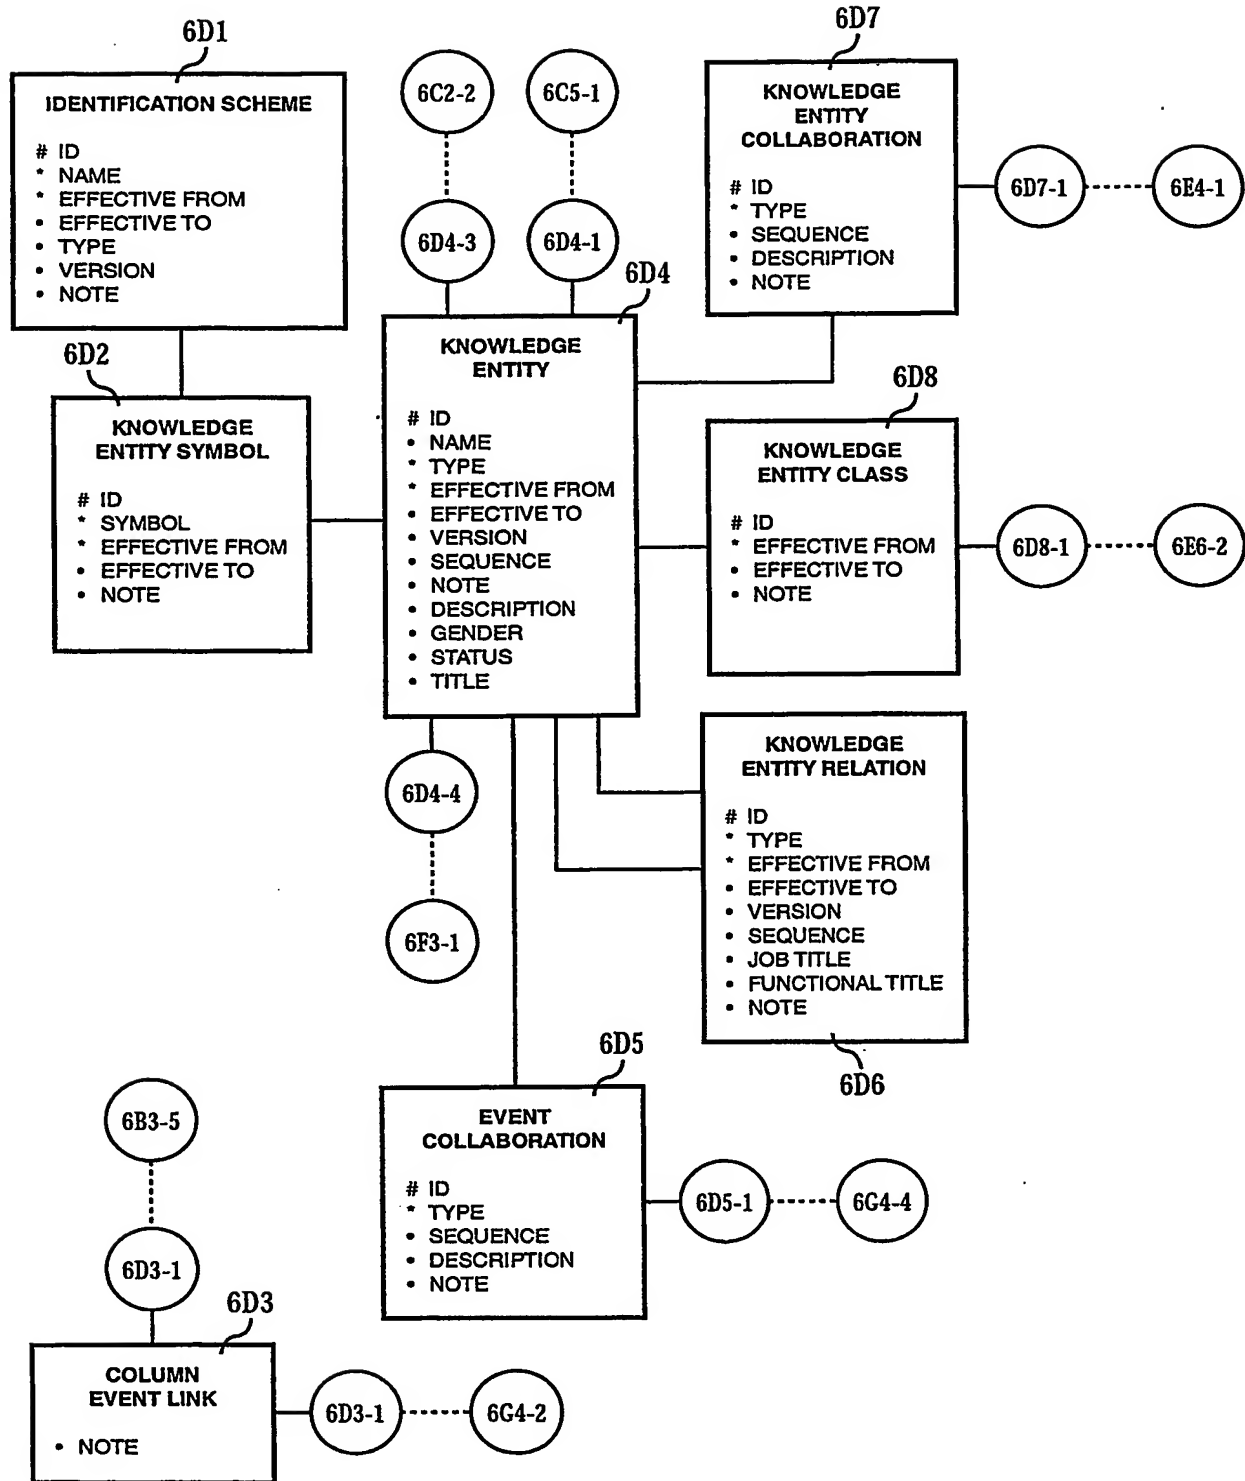 6D1
IDENTIFICATION SCHEME
# ID
* NAME
* EFFECTIVE FROM
• EFFECTIVE TO
• TYPE
• VERSION
• NOTE
6D2
KNOWLEDGE
ENTITY SYMBOL
# ID
* SYMBOL
* EFFECTIVE FROM
• EFFECTIVE TO
• NOTE
6C2-2
6C5-1
6D4-3
6D4-1
6D4
KNOWLEDGE
ENTITY
# ID
• NAME
* TYPE
* EFFECTIVE FROM
• EFFECTIVE TO
• VERSION
• SEQUENCE
• NOTE
• DESCRIPTION
• GENDER
• STATUS
• TITLE
6D4-4
6F3-1
6D7
KNOWLEDGE
ENTITY
COLLABORATION
# ID
* TYPE
• SEQUENCE
• DESCRIPTION
• NOTE
6D7-1
6E4-1
6D8
KNOWLEDGE
ENTITY CLASS
# ID
* EFFECTIVE FROM
• EFFECTIVE TO
• NOTE
6D8-1
6E6-2
KNOWLEDGE
ENTITY RELATION
# ID
* TYPE
* EFFECTIVE FROM
• EFFECTIVE TO
• VERSION
• SEQUENCE
• JOB TITLE
• FUNCTIONAL TITLE
• NOTE
6D6
6D5
EVENT
COLLABORATION
# ID
* TYPE
• SEQUENCE
• DESCRIPTION
• NOTE
6D5-1
6G4-4
6B3-5
6D3-1
6D3
COLUMN
EVENT LINK
• NOTE
6D3-1
6G4-2